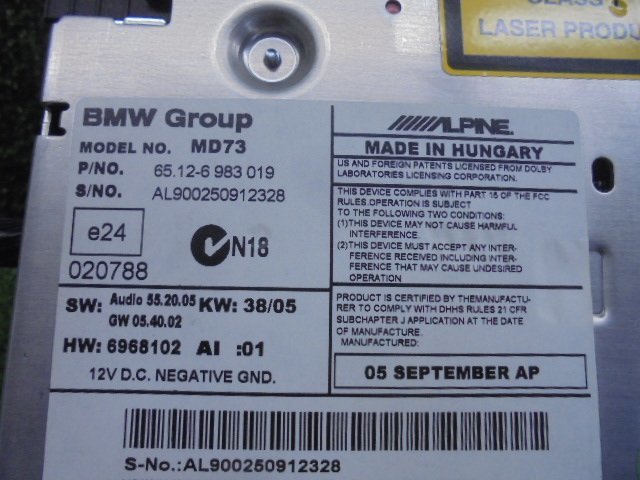 CLASS 1
LASER PRODU
BMW Group
MODEL NO. MD73
P/NO. 65.12-6 983 019
S/NO. AL900250912328
e24
N18
020788
SW: Audio 55.20.05 KW: 38/05
GW 05.40.02
HW: 6968102 AI :01
12V D.C. NEGATIVE GND.
ALPINE.
MADE IN HUNGARY
US AND FOREIGN PATENTS LICENSED FROM DOLBY
LABORATORIES LICENSING CORPORATION.
THIS DEVICE COMPLIES WITH PART 15 OF THE FCC
RULES.OPERATION IS SUBJECT
TO THE FOLLOWING TWO CONDITIONS:
(1)THIS DEVICE MAY NOT CAUSE HARMFUL
INTERFERENCE.
(2)THIS DEVICE MUST ACCEPT ANY INTER-
FERENCE RECEIVED INCLUDING INTER-
FERENCE THAT MAY CAUSE UNDESIRED
OPERATION
PRODUCT IS CERTIFIED BY THEMANUFACTU-
RER TO COMPLY WITH DHHS RULES 21 CFR
SUBCHAPTER J APPLICATION AT THE DATE
OF MANUFACTURE.
MANUFACTURED:
05 SEPTEMBER AP
S-No.:AL900250912328